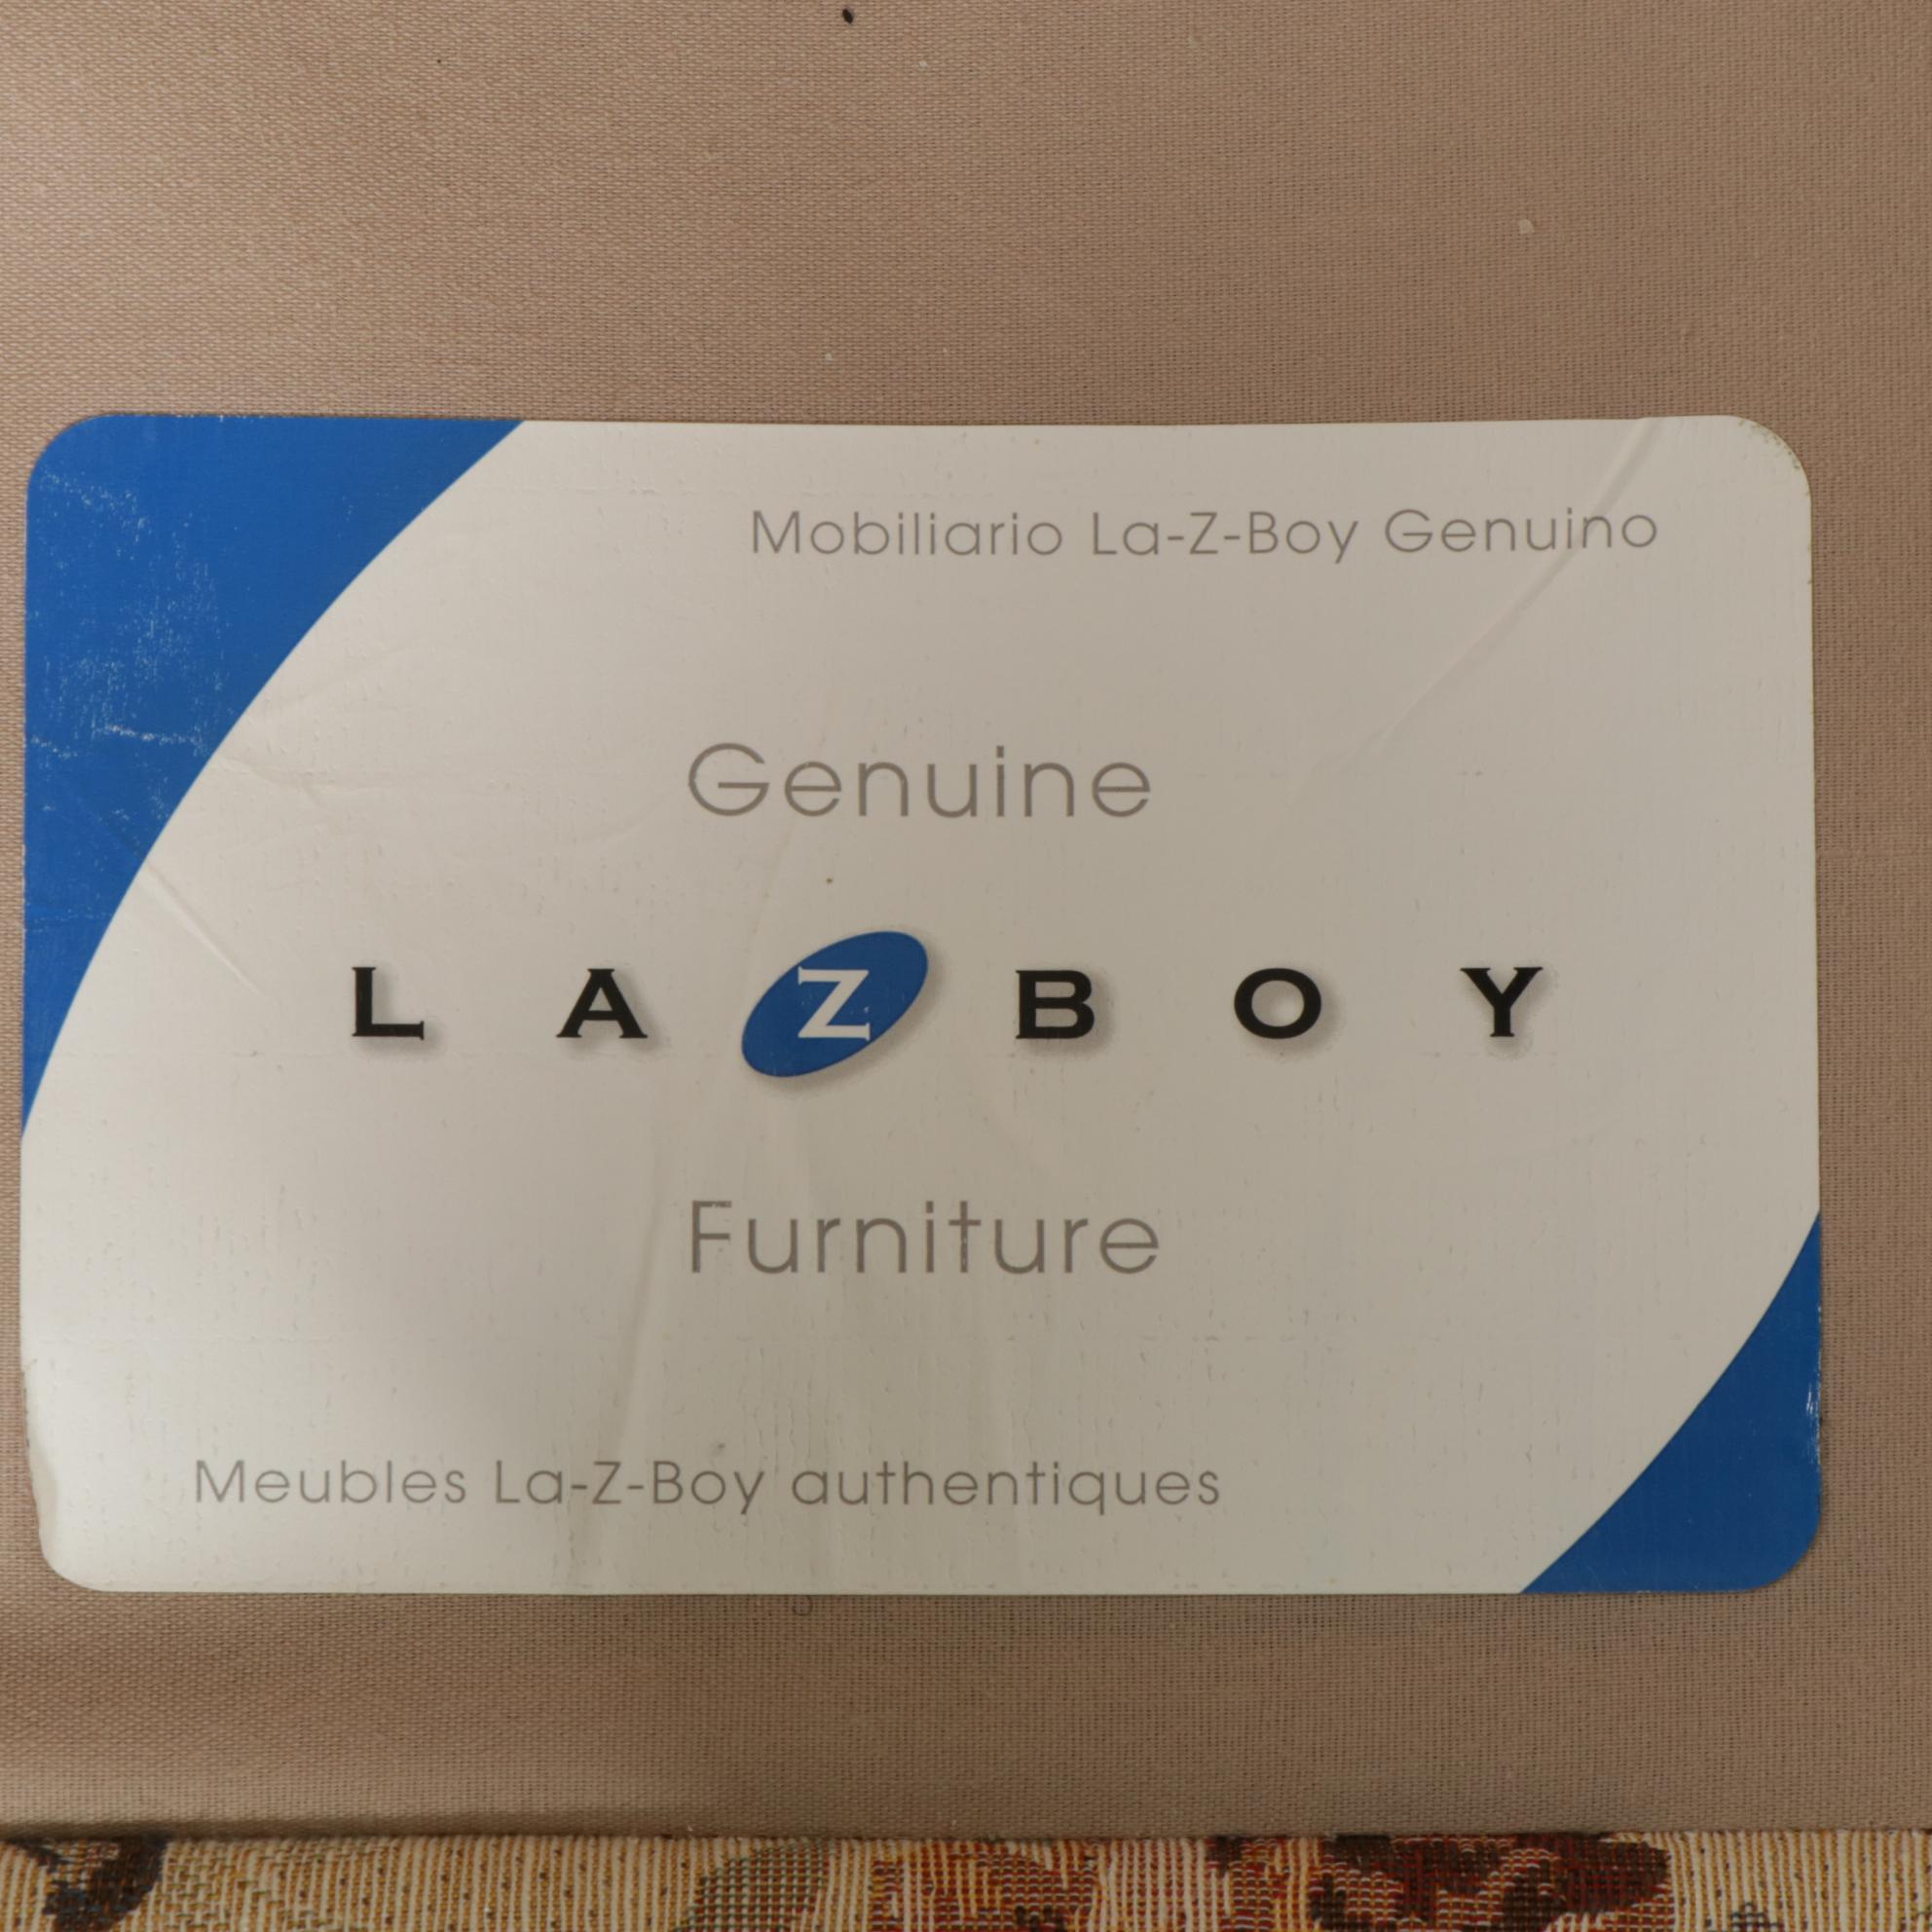 Mobiliario La-Z-Boy Genuino
Genuine
LAZBOY
Furniture
Meubles La-Z-Boy authentiques